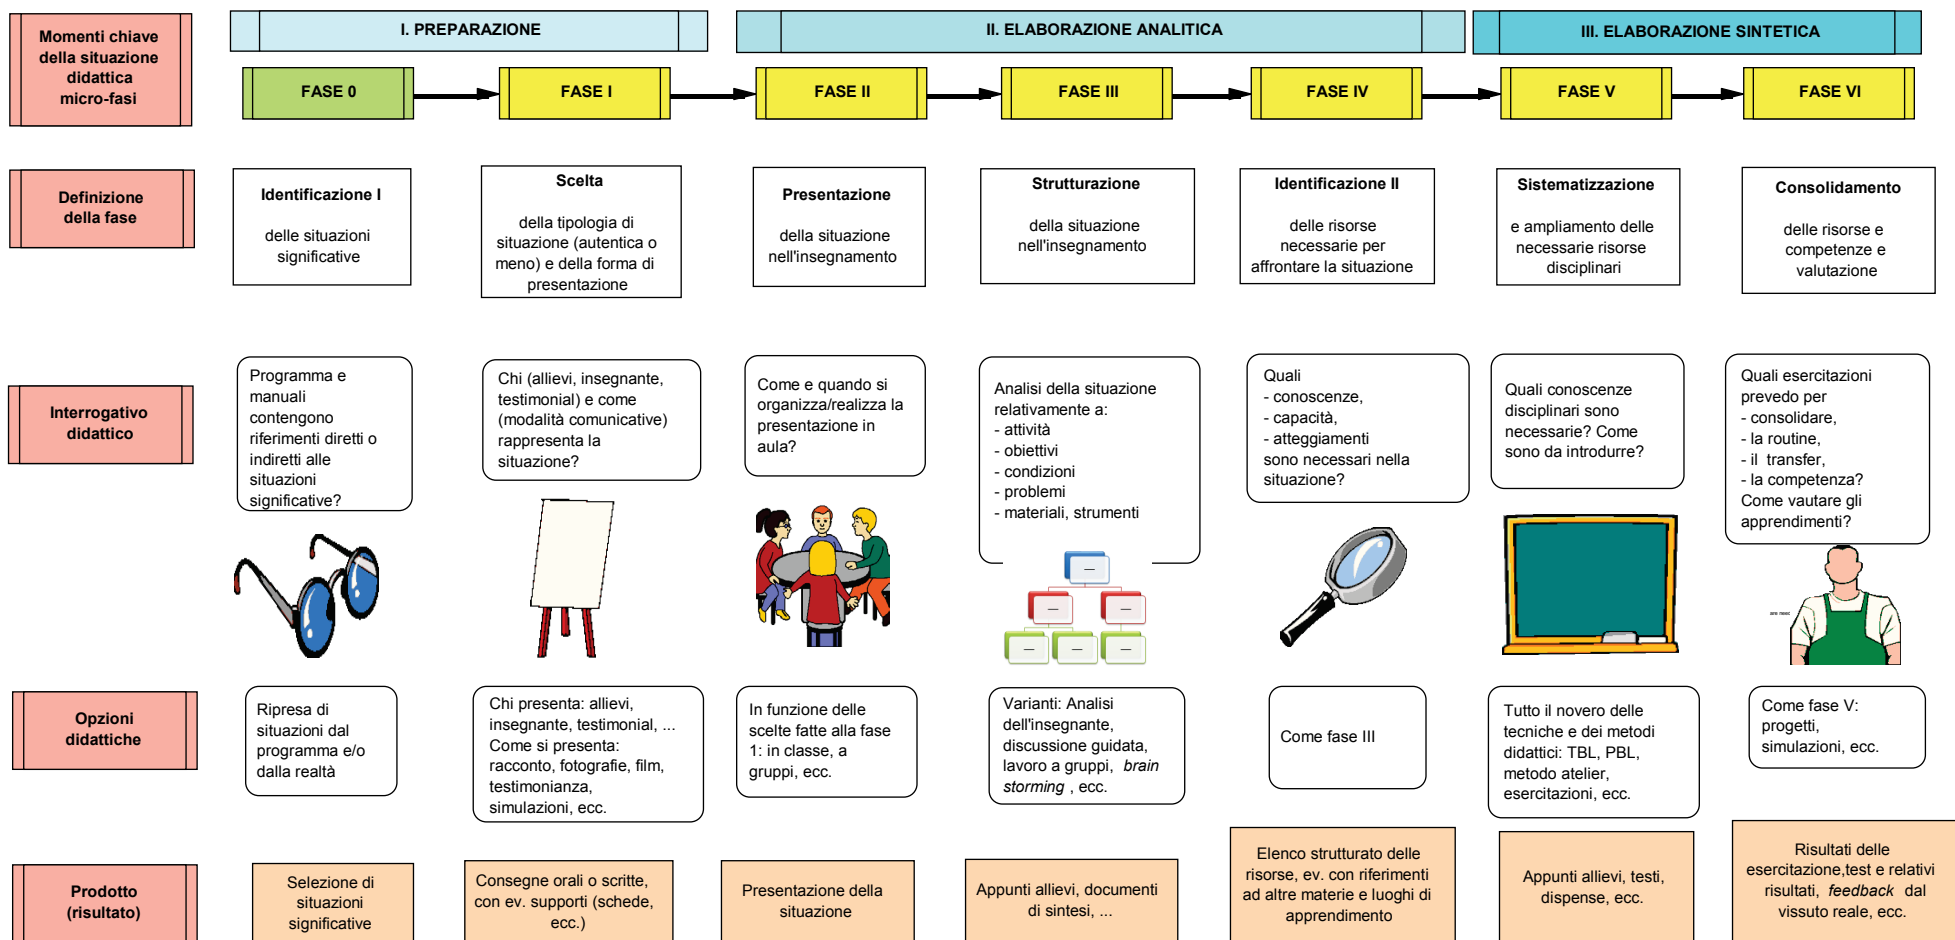 Momenti chiave
della situazione
didattica
micro-fasi
I. PREPARAZIONE
II. ELABORAZIONE ANALITICA
III. ELABORAZIONE SINTETICA
FASE 0
FASE I
FASE II
FASE III
FASE IV
FASE V
FASE VI
Definizione
della fase
Identificazione I
delle situazioni
significative
Scelta
della tipologia di
situazione (autentica o
meno) e della forma di
presentazione
Presentazione
della situazione
nell'insegnamento
Strutturazione
della situazione
nell'insegnamento
Identificazione II
delle risorse
necessarie per
affrontare la situazione
Sistematizzazione
e ampliamento delle
necessarie risorse
disciplinari
Consolidamento
delle risorse e
competenze e
valutazione
Interrogativo
didattico
Programma e
manuali
contengono
riferimenti diretti o
indiretti alle
situazioni
significative?
Chi (allievi, insegnante,
testimonial) e come
(modalità comunicative)
rappresenta la
situazione?
Come e quando si
organizza/realizza la
presentazione in
aula?
Analisi della situazione
relativamente a:
- attività
- obiettivi
- condizioni
- problemi
- materiali, strumenti
Quali
- conoscenze,
- capacità,
- atteggiamenti
sono necessari nella
situazione?
Quali conoscenze
disciplinari sono
necessarie? Come
sono da introdurre?
Quali esercitazioni
prevedo per
- consolidare,
- la routine,
- il transfer,
- la competenza?
Come vautare gli
apprendimenti?
are need
Opzioni
didattiche
Ripresa di
situazioni dal
programma e/o
dalla realtà
Chi presenta: allievi,
insegnante, testimonial, ...
Come si presenta:
racconto, fotografie, film,
testimonianza,
simulazioni, ecc.
In funzione delle
scelte fatte alla fase
1: in classe, a
gruppi, ecc.
Varianti: Analisi
dell'insegnante,
discussione guidata,
lavoro a gruppi, brain
storming , ecc.
Come fase III
Tutto il novero delle
tecniche e dei metodi
didattici: TBL, PBL,
metodo atelier,
esercitazioni, ecc.
Come fase V:
progetti,
simulazioni, ecc.
Prodotto
(risultato)
Selezione di
situazioni
significative
Consegne orali o scritte,
con ev. supporti (schede,
ecc.)
Presentazione della
situazione
Appunti allievi, documenti
di sintesi, ...
Elenco strutturato delle
risorse, ev. con riferimenti
ad altre materie e luoghi di
apprendimento
Appunti allievi, testi,
dispense, ecc.
Risultati delle
esercitazione,test e relativi
risultati, feedback dal
vissuto reale, ecc.